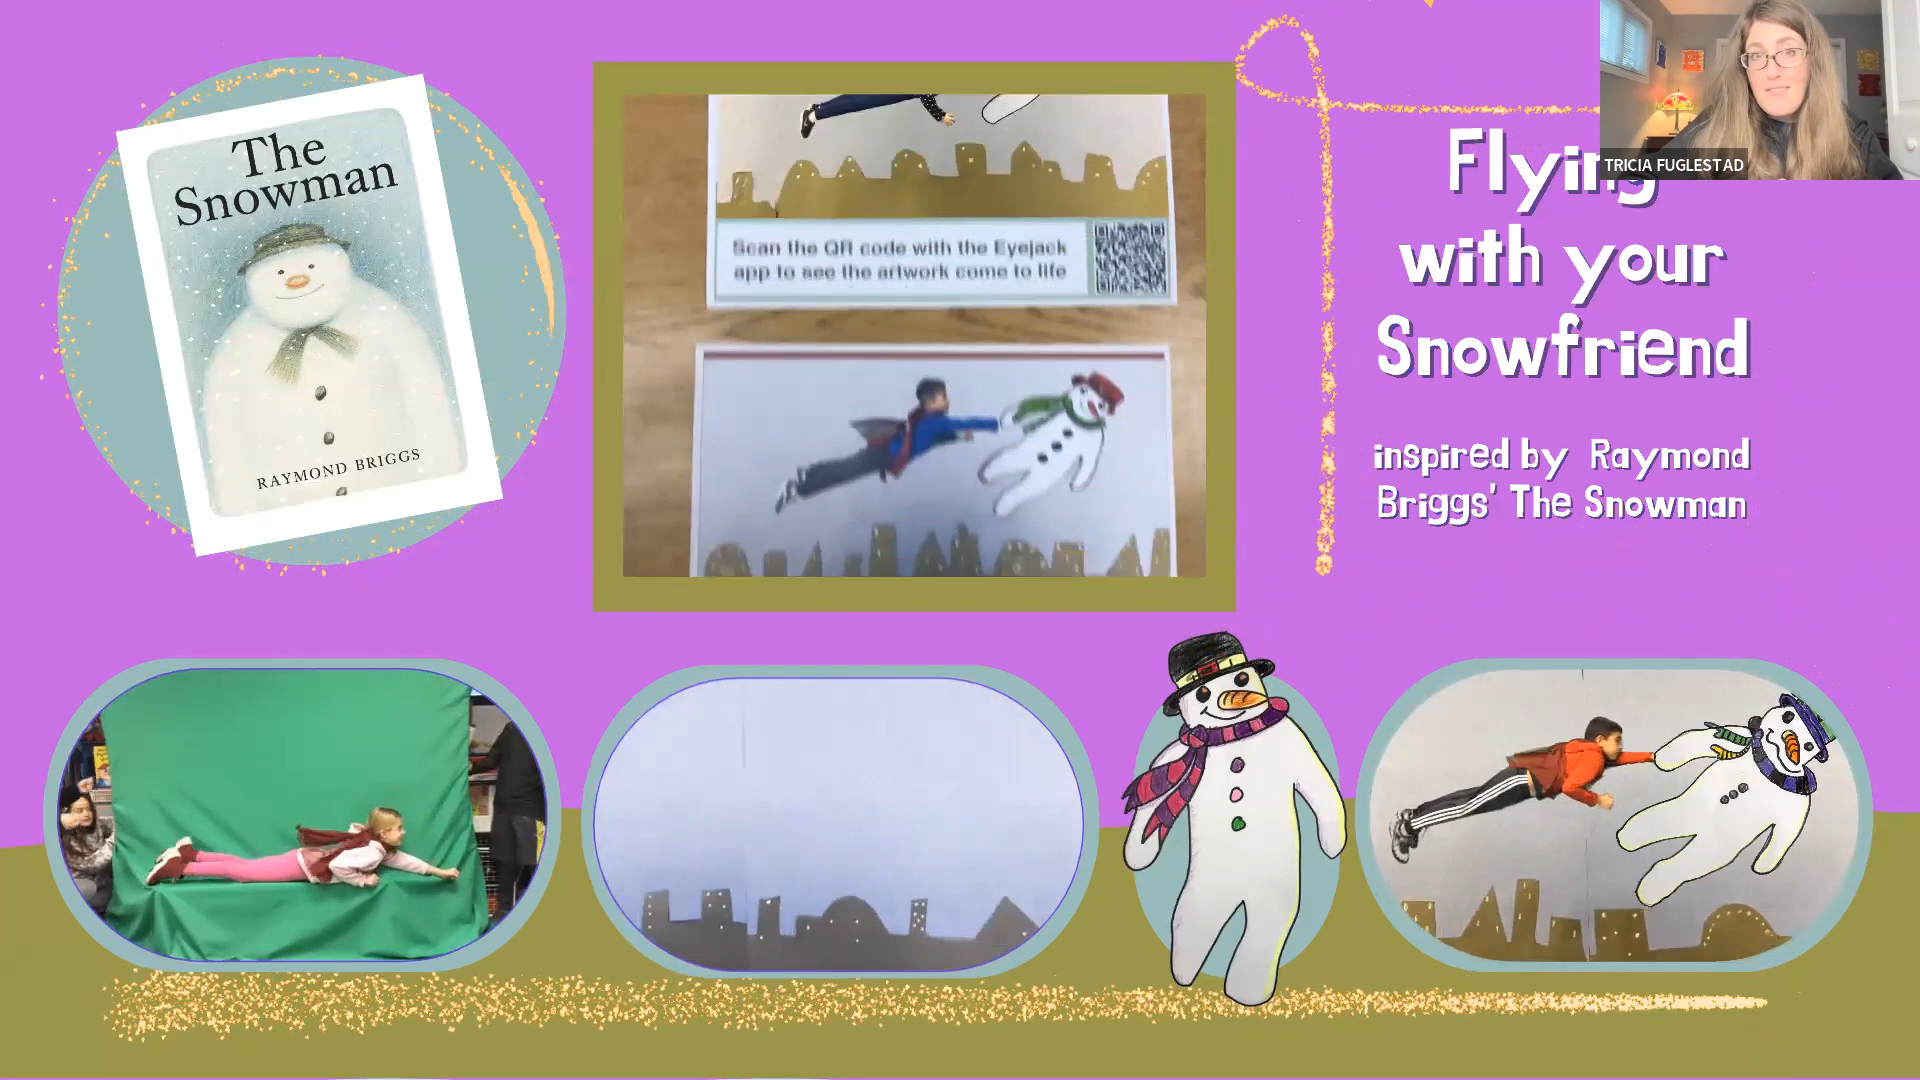 The
Snowman
RAYMOND BRIGGS
Scan the QR code with the Eyejack
app to see the artwork come to life
TRICIA FUGLESTAD
Flying
with your
Snowfriend
inspired by Raymond
Briggs' The Snowman